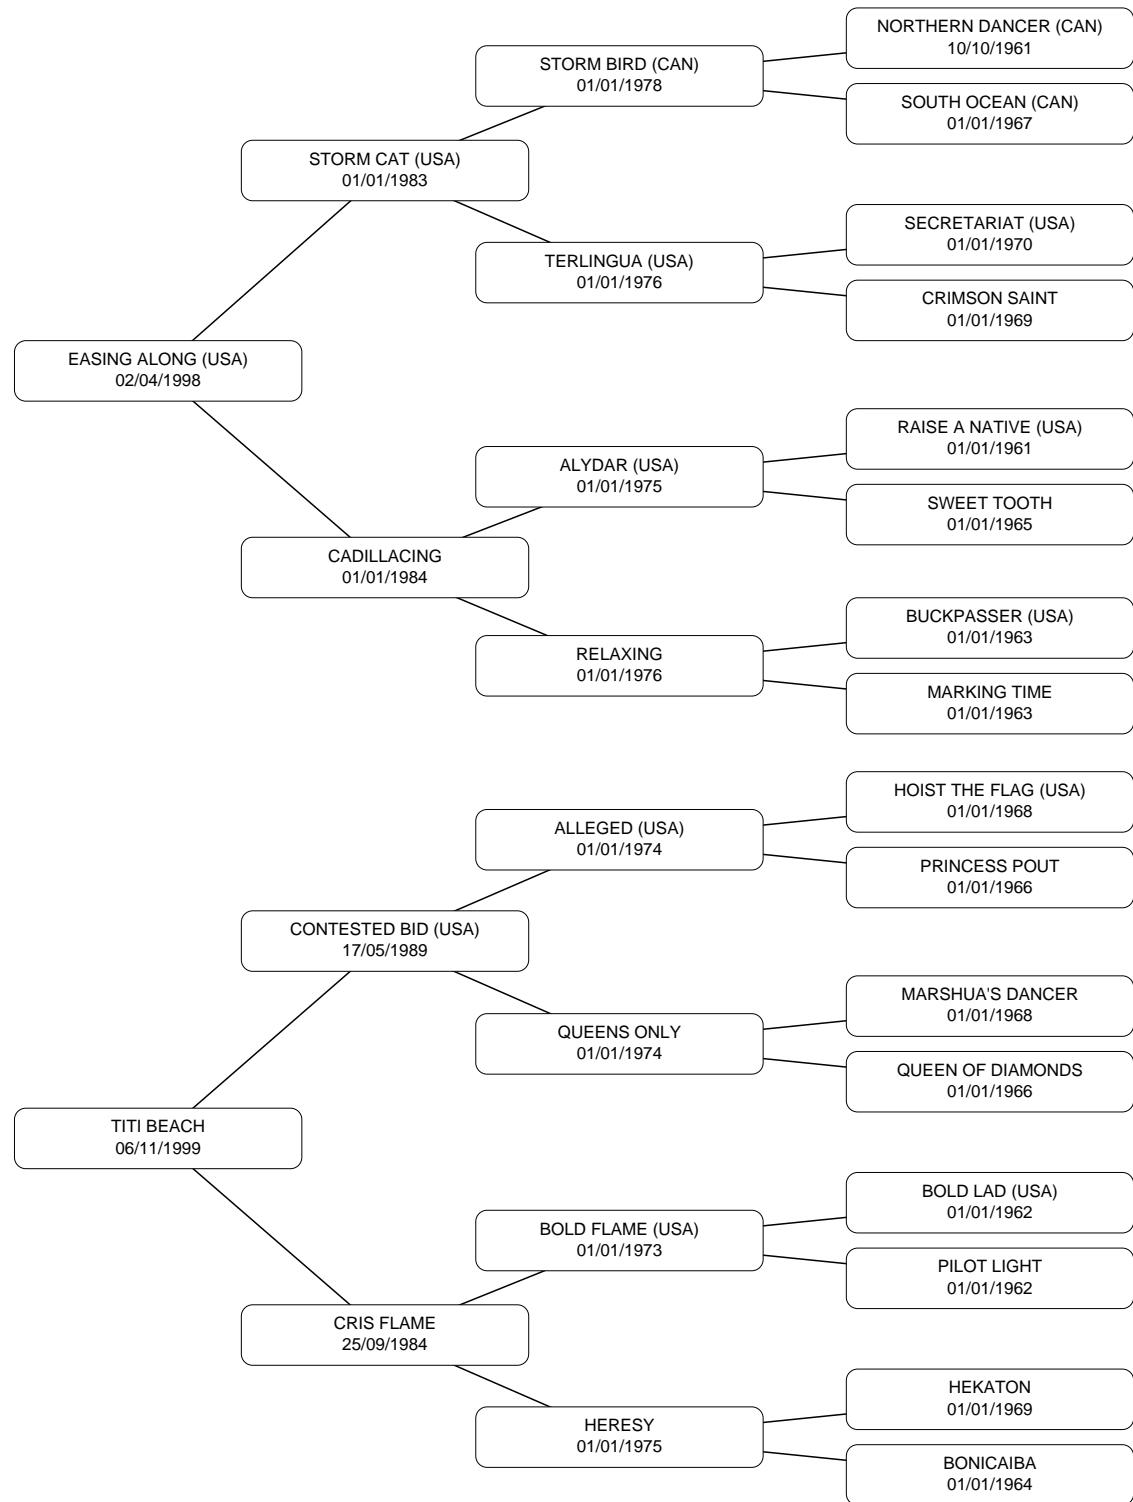 NORTHERN DANCER (CAN)
10/10/1961
STORM BIRD (CAN)
01/01/1978
SOUTH OCEAN (CAN)
01/01/1967
STORM CAT (USA)
01/01/1983
SECRETARIAT (USA)
01/01/1970
TERLINGUA (USA)
01/01/1976
CRIMSON SAINT
01/01/1969
EASING ALONG (USA)
02/04/1998
RAISE A NATIVE (USA)
01/01/1961
ALYDAR (USA)
01/01/1975
SWEET TOOTH
01/01/1965
CADILLACING
01/01/1984
BUCKPASSER (USA)
01/01/1963
RELAXING
01/01/1976
MARKING TIME
01/01/1963
HOIST THE FLAG (USA)
01/01/1968
ALLEGED (USA)
01/01/1974
PRINCESS POUT
01/01/1966
CONTESTED BID (USA)
17/05/1989
MARSHUA'S DANCER
01/01/1968
QUEENS ONLY
01/01/1974
QUEEN OF DIAMONDS
01/01/1966
TITI BEACH
06/11/1999
BOLD LAD (USA)
01/01/1962
BOLD FLAME (USA)
01/01/1973
PILOT LIGHT
01/01/1962
CRIS FLAME
25/09/1984
HEKATON
01/01/1969
HERESY
01/01/1975
BONICAIBA
01/01/1964